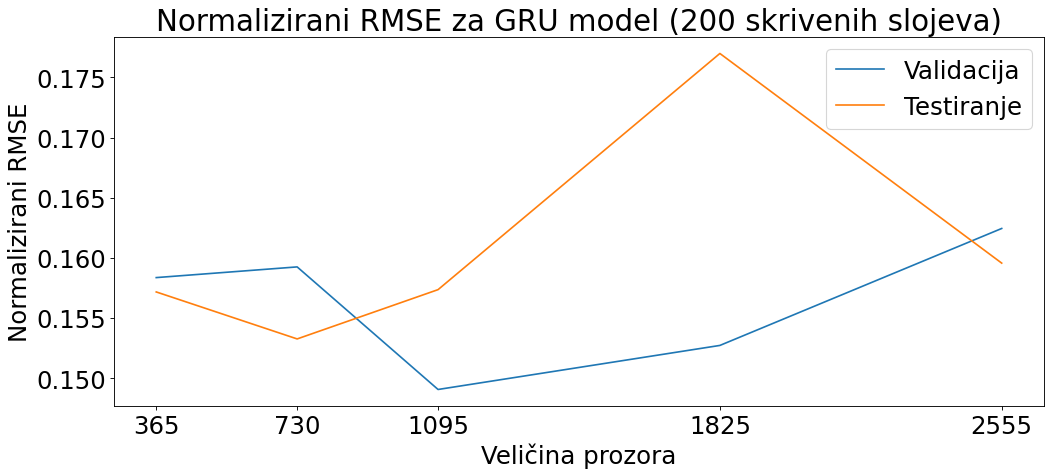 Normalizirani RMSE za GRU model (200 skrivenih slojeva)
Normalizirani RMSE
0.175
0.170
0.165
0.160
0.155
0.150
Validacija
Testiranje
365 730 1095 1825 2555
Veličina prozora